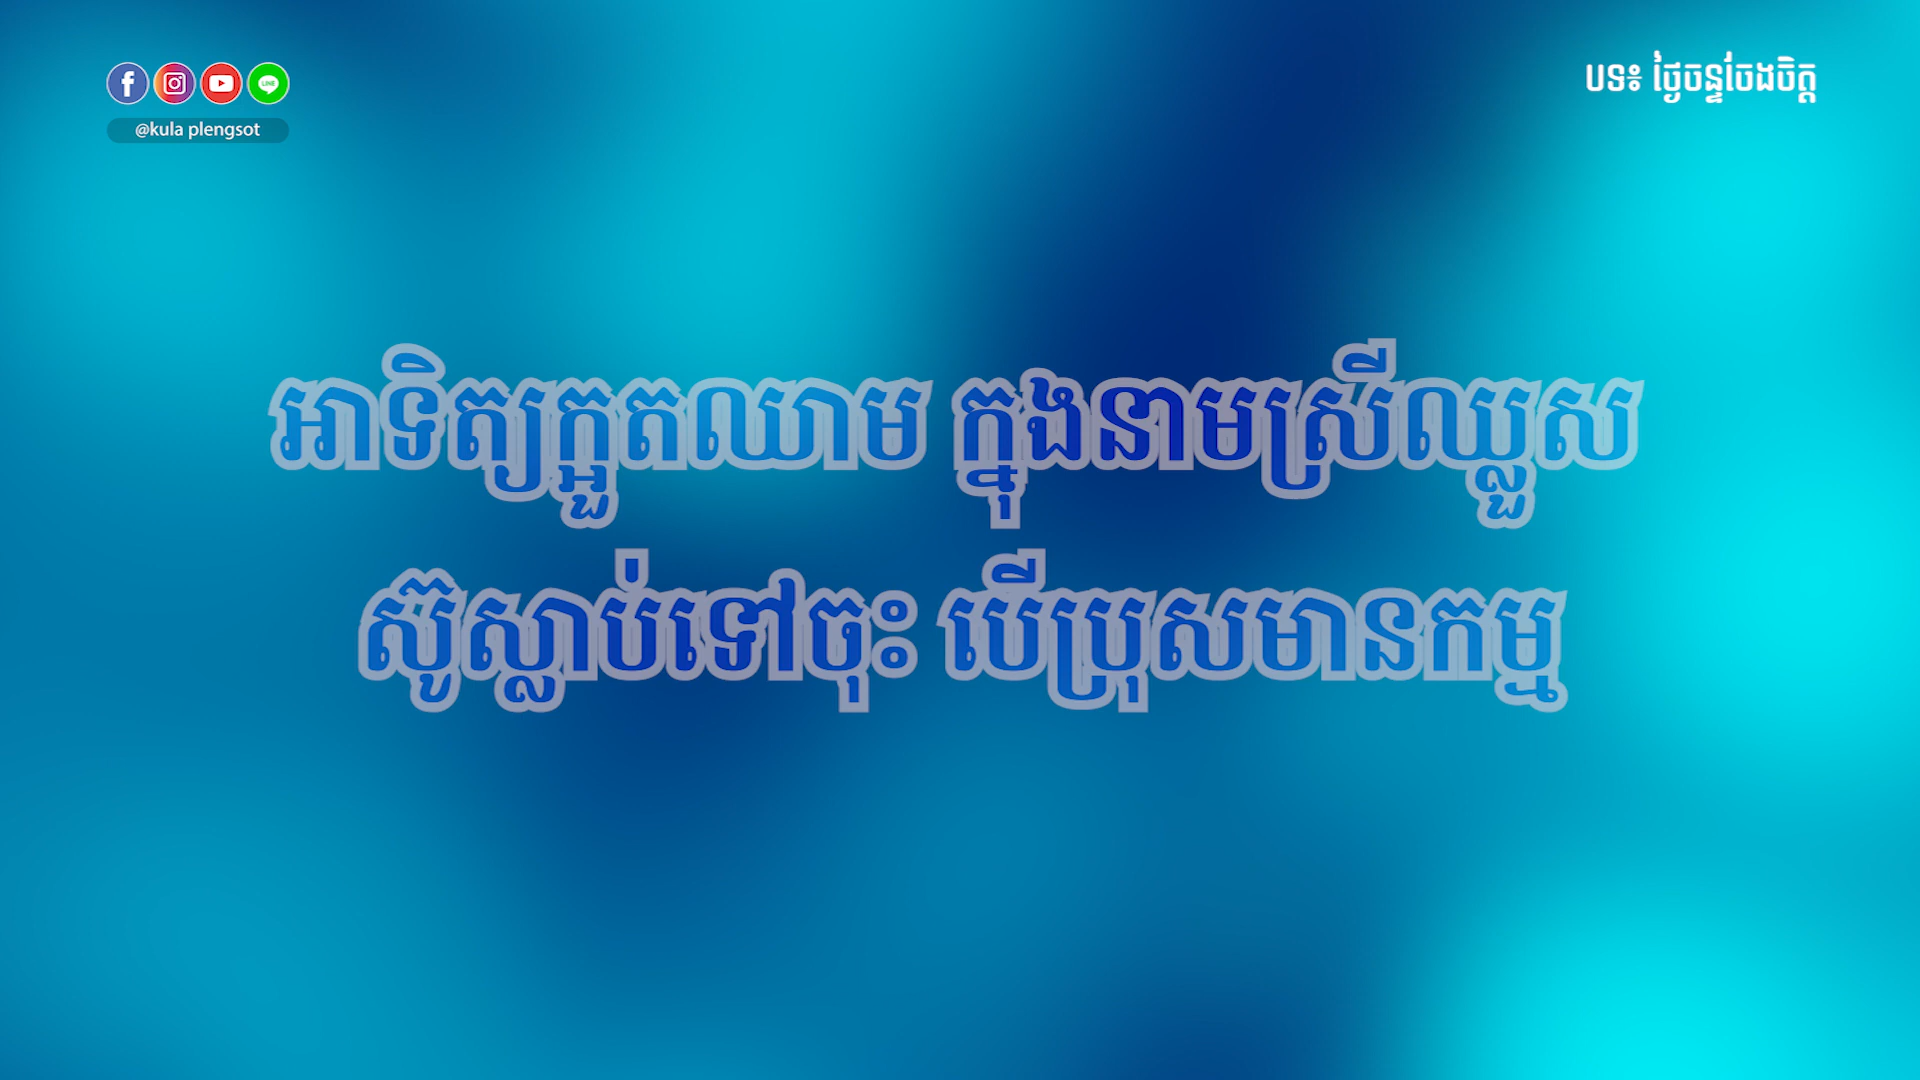 បទ៖ ថ្ងៃចន្ទចែងចិត្ត
@kula plengsot
អាទិត្យក្អួតឈាម ក្នុងនាមស្រីឈ្លួស
ស៊ូស្លាប់ទៅចុះ បើប្រុសមានកម្ម